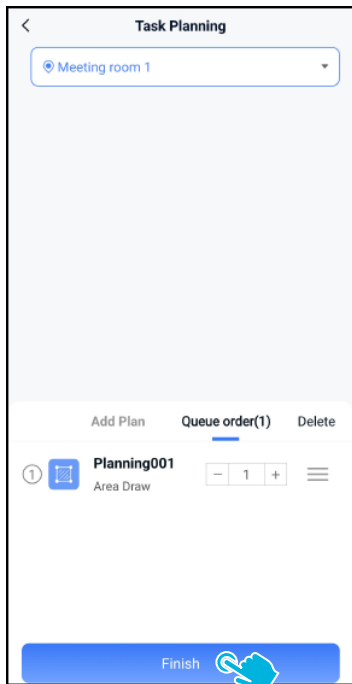 Task Planning
Meeting room 1
Add Plan Queue order(1) Delete
1 Planning001 − 1 +
Area Draw
Finish